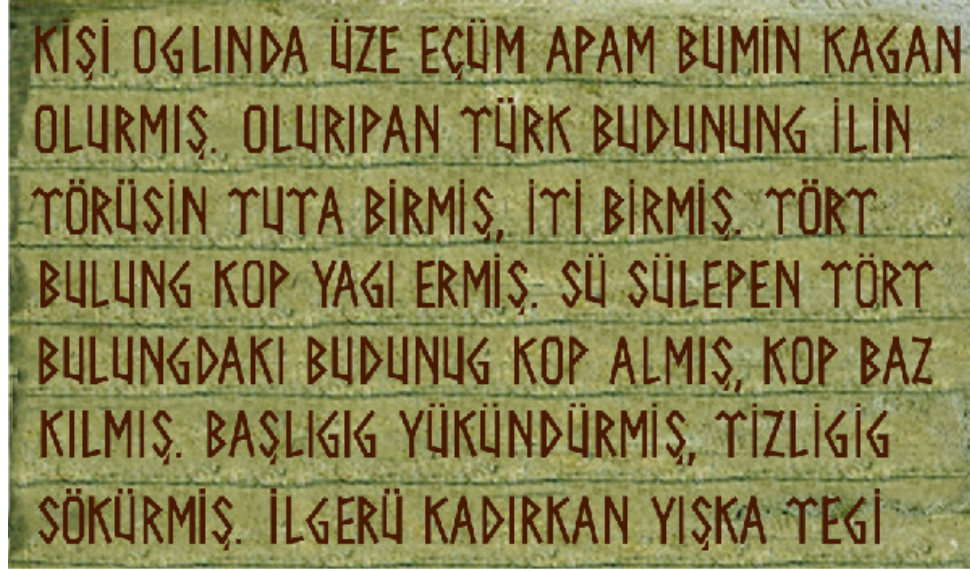 KİŞİ OGLINDA ÜZE EÇÜM APAM BUMİN KAGAN
OLURMIŞ. OLURIPAN TÜRK BUDUNUNG İLİN
TÖRÜSİN TUTA BİRMİŞ, İTİ BİRMİŞ. TÖRT
BULUNG KOP YAGI ERMİŞ. SÜ SÜLEPEN TÖRT
BULUNGDAKI BUDUNUG KOP ALMIŞ, KOP BAZ
KILMIŞ. BAŞLIGIG YÜKÜNDÜRMİŞ, TİZLİGİG
SÖKÜRMİŞ. İLGERÜ KADIRKAN YIŞKA TEGİ